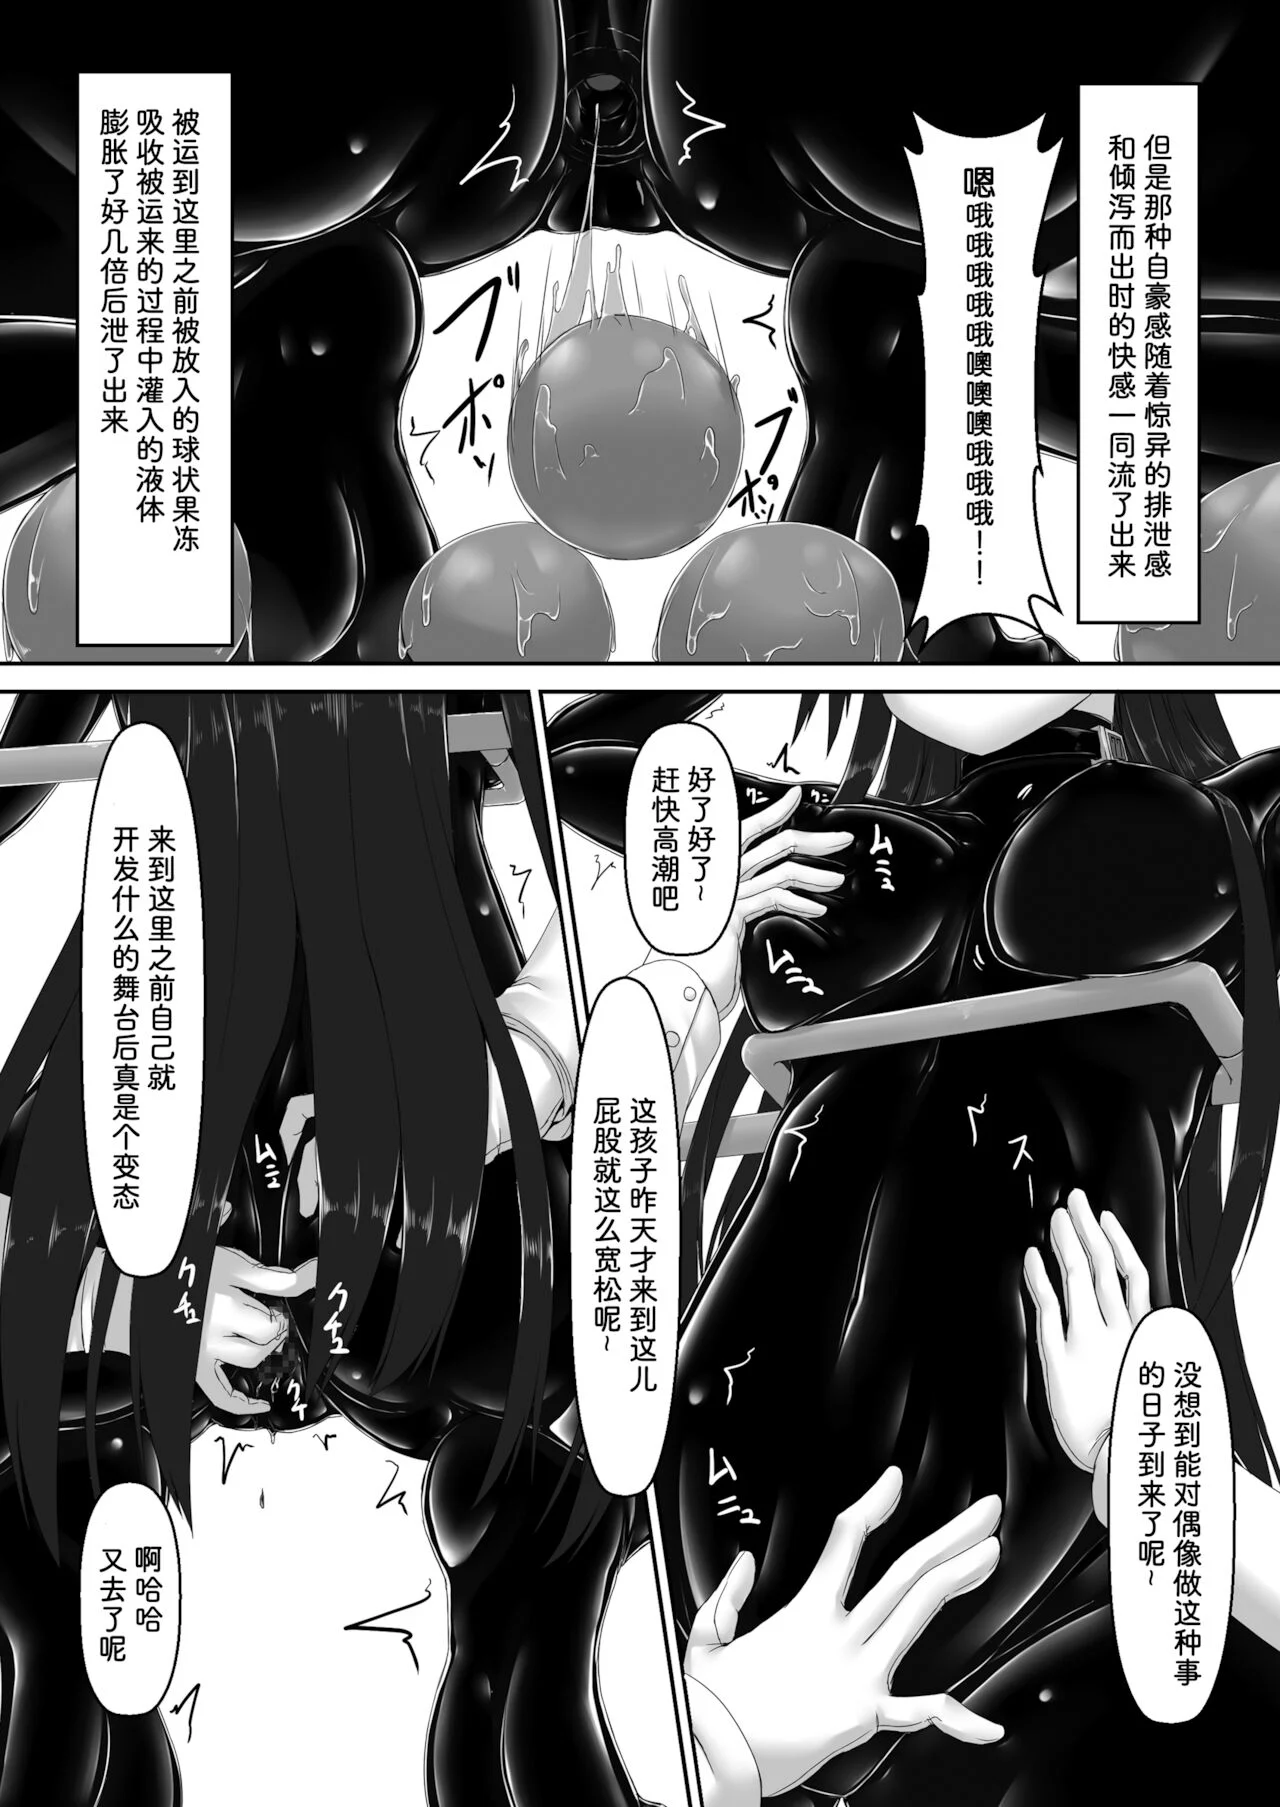 但是那种自豪感随着惊异的排泄感
和倾泻而出时的快感一同流了出来
嗯哦哦哦哦哦噢噢噢哦哦哦!!
ブ
ポッ
ブ
ポッ
被运到这里之前被放入的球状果冻
吸收被运来的过程中灌入的液体
膨胀了好几倍后泄了出来
好了好了~
赶快高潮吧
クニ
クニ
ムニュ
ムニ
ス
ムニュ
没想到能对偶像做这种事
的日子到来了呢~
这孩子昨天才来到这儿
屁股就这么宽松呢~
来到这里之前自己就
开发什么的舞台后真是个变态
ムニ
クチュ
クチュ
クチ
啊哈哈
又去了呢